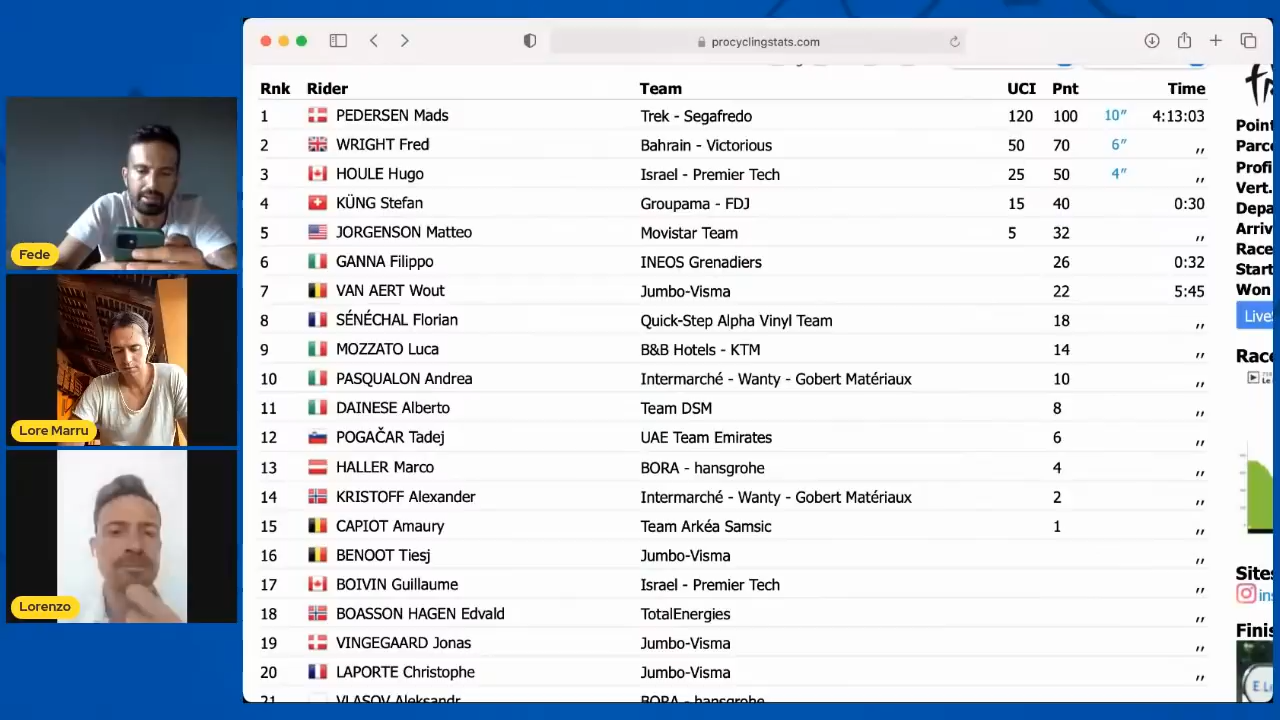 procyclingstats.com
Rnk Rider Team UCI Pnt Time
1 PEDERSEN Mads Trek - Segafredo 120 100 10″ 4:13:03
2 WRIGHT Fred Bahrain - Victorious 50 70 6″ ,,
3 HOULE Hugo Israel - Premier Tech 25 50 4″ ,,
4 KÜNG Stefan Groupama - FDJ 15 40 0:30
5 JORGENSON Matteo Movistar Team 5 32 ,,
6 GANNA Filippo INEOS Grenadiers 26 0:32
7 VAN AERT Wout Jumbo-Visma 22 5:45
8 SÉNÉCHAL Florian Quick-Step Alpha Vinyl Team 18 ,,
9 MOZZATO Luca B&B Hotels - KTM 14 ,,
10 PASQUALON Andrea Intermarché - Wanty - Gobert Matériaux 10 ,,
11 DAINESE Alberto Team DSM 8 ,,
12 POGAČAR Tadej UAE Team Emirates 6 ,,
13 HALLER Marco BORA - hansgrohe 4 ,,
14 KRISTOFF Alexander Intermarché - Wanty - Gobert Matériaux 2 ,,
15 CAPIOT Amaury Team Arkéa Samsic 1 ,,
16 BENOOT Tiesj Jumbo-Visma ,,
17 BOIVIN Guillaume Israel - Premier Tech ,,
18 BOASSON HAGEN Edvald TotalEnergies ,,
19 VINGEGAARD Jonas Jumbo-Visma ,,
20 LAPORTE Christophe Jumbo-Visma ,,
21 VLASOV Aleksandr BORA - hansgrohe
Point
Parc
Profi
Vert.
Depa
Arriv
Race
Start
Won
Live
Race
Sites
ins
Finis
Fede
Lore Marru
Lorenzo